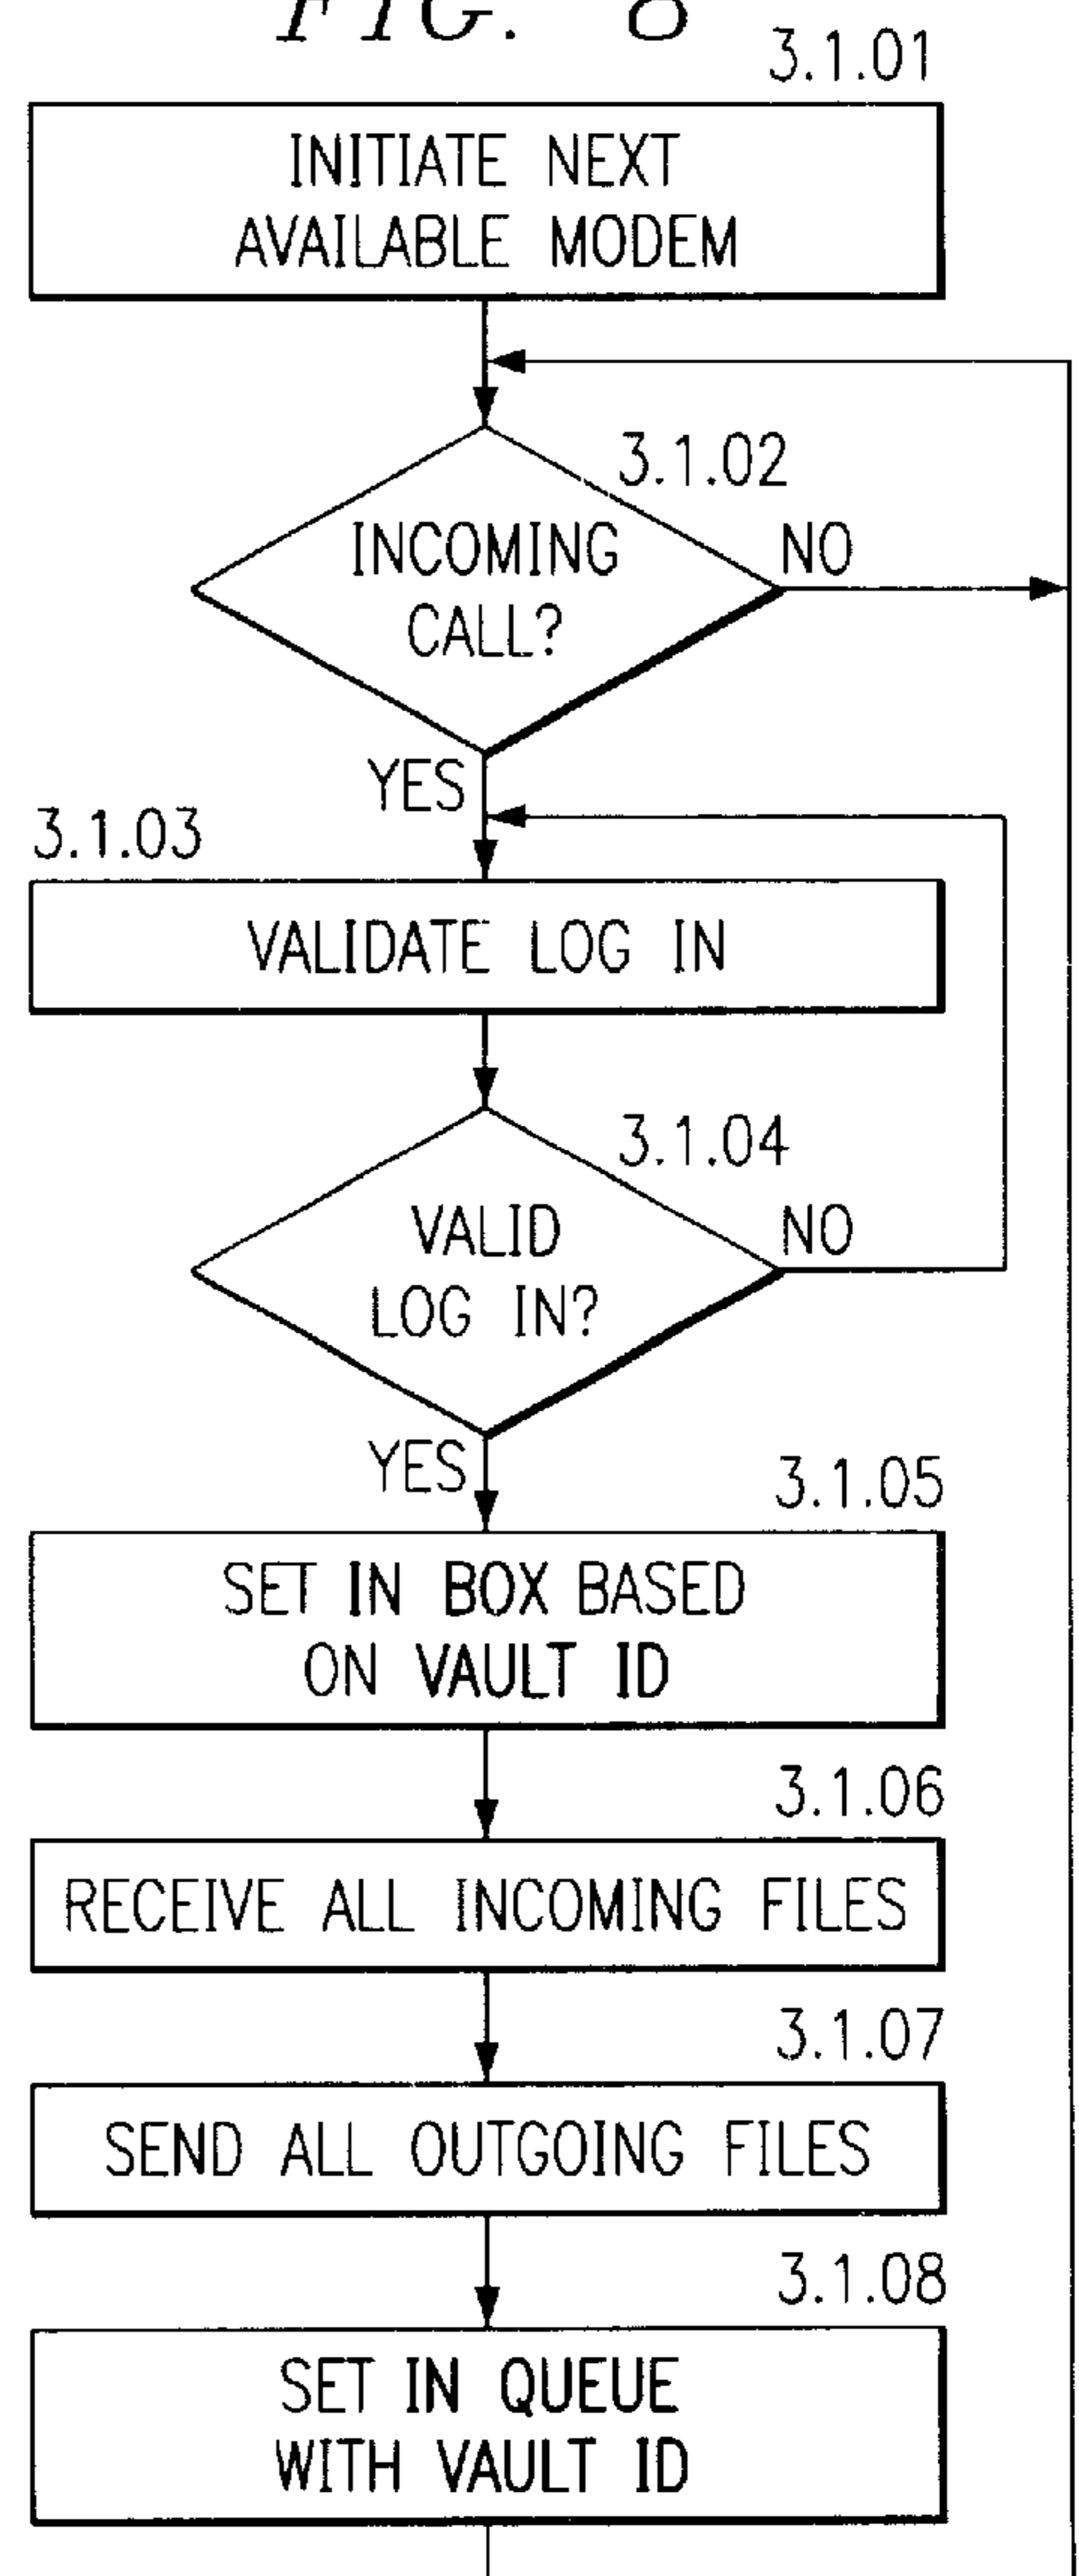 FIG. 8
3.1.01
INITIATE NEXT
AVAILABLE MODEM
3.1.02
INCOMING
CALL?
NO
YES
3.1.03
VALIDATE LOG IN
3.1.04
VALID
LOG IN?
NO
YES
3.1.05
SET IN BOX BASED
ON VAULT ID
3.1.06
RECEIVE ALL INCOMING FILES
3.1.07
SEND ALL OUTGOING FILES
3.1.08
SET IN QUEUE
WITH VAULT ID